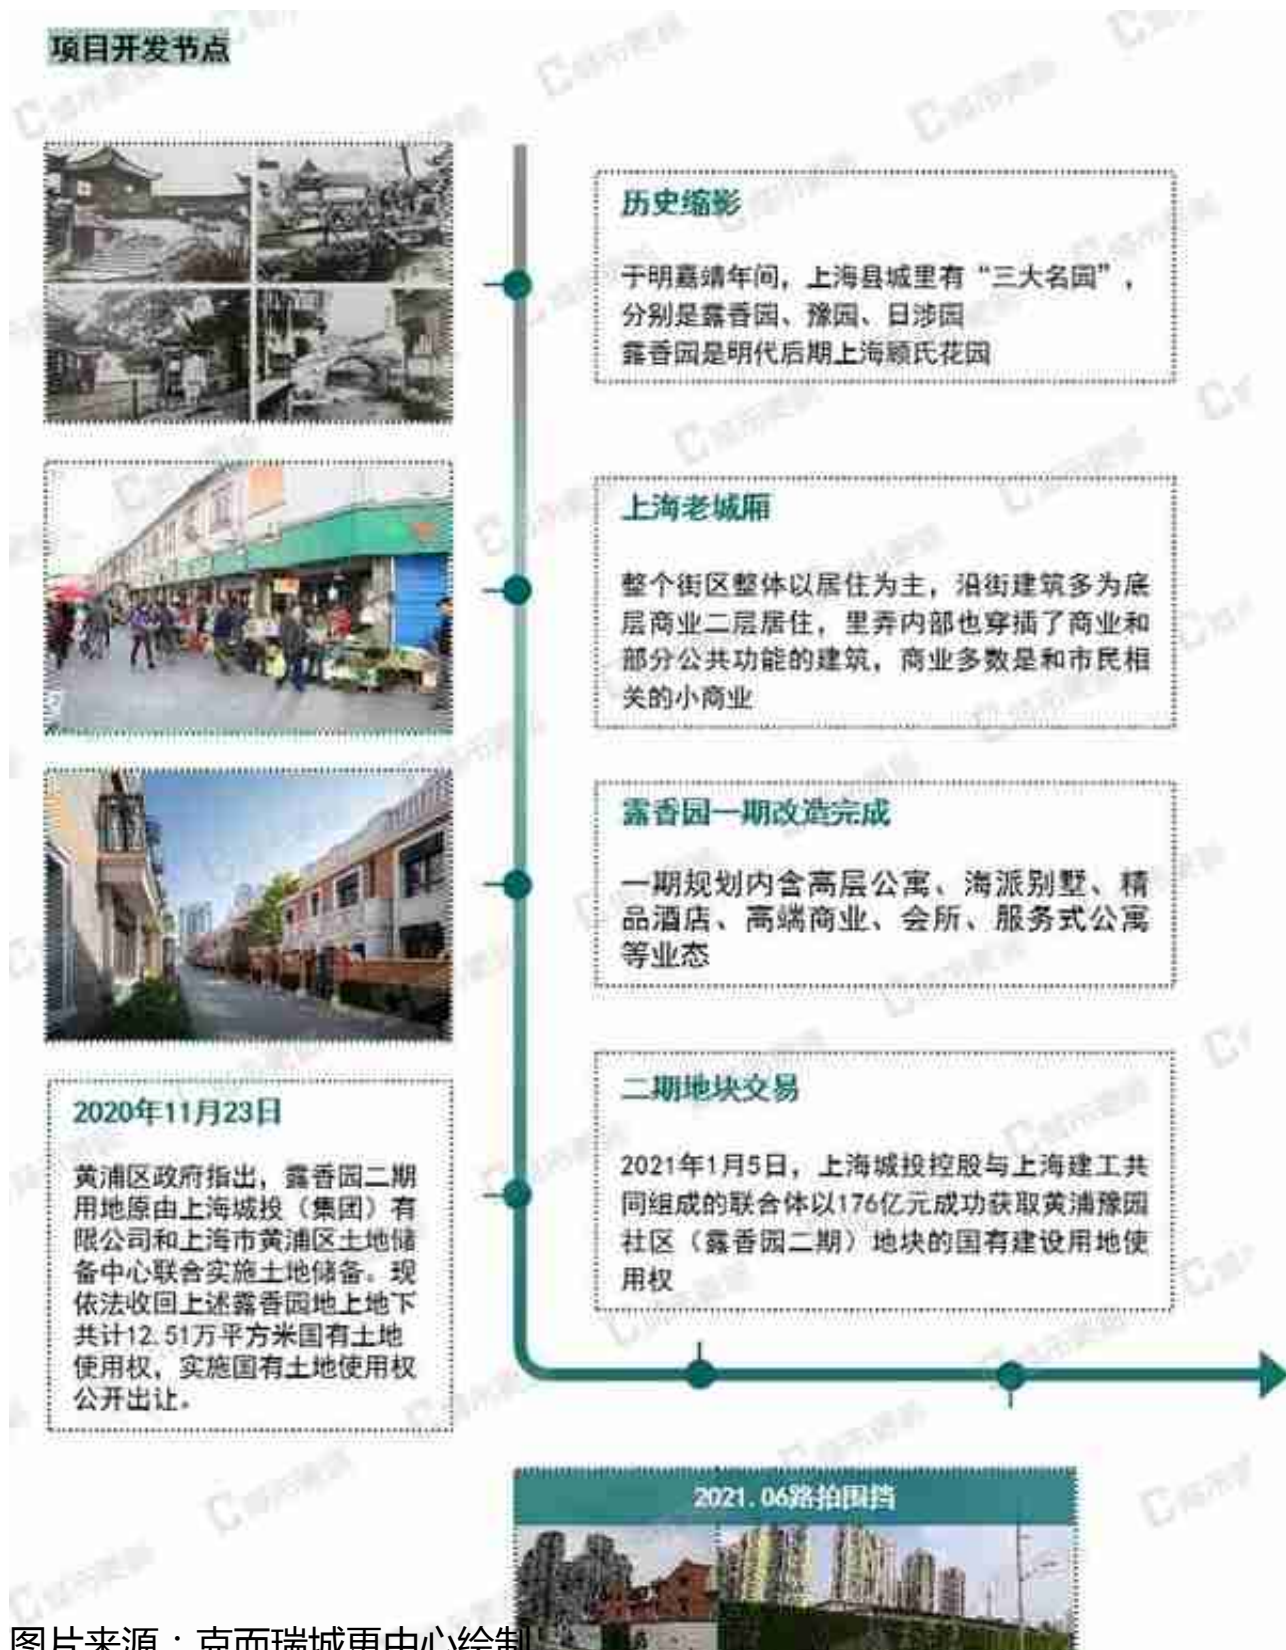 项目开发节点
历史缩影
于明嘉靖年间，上海县城里有“三大名园”，
分别是露香园、豫园、日涉园
露香园是明代后期上海顾氏花园
上海老城厢
整个街区整体以居住为主，沿街建筑多为底
层商业二层居住，里弄内部也穿插了商业和
部分公共功能的建筑，商业多数是和市民相
关的小商业
露香园一期改造完成
一期规划内含高层公寓、海派别墅、精
品酒店、高端商业、会所、服务式公寓
等业态
2020年11月23日
黄浦区政府指出，露香园二期
用地原由上海城投（集团）有
限公司和上海市黄浦区土地储
备中心联合实施土地储备。现
依法收回上述露香园地上地下
共计12.51万平方米国有土地
使用权，实施国有土地使用权
公开出让。
二期地块交易
2021年1月5日，上海城投控股与上海建工共
同组成的联合体以176亿元成功获取黄浦豫园
社区（露香园二期）地块的国有建设用地使
用权
2021.06路拍围挡
图片来源：克而瑞城更中心绘制